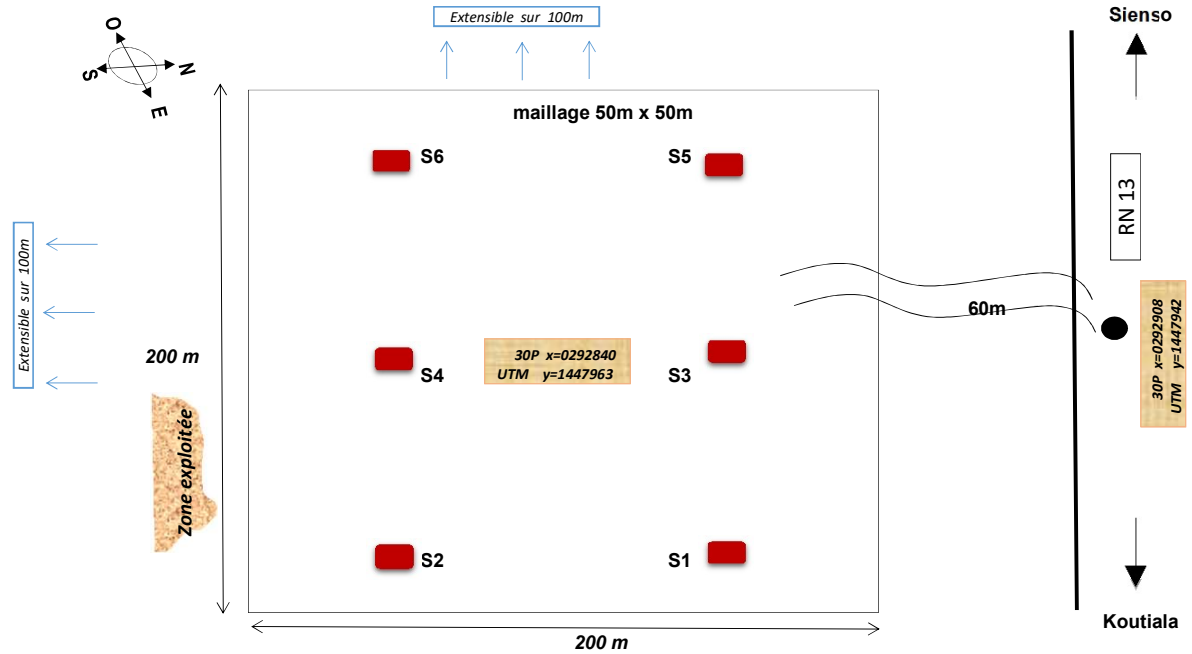 Extensible sur 100m
Sienso
O
S
N
E
maillage 50m x 50m
S6
S5
RN 13
Extensible sur 100m
60m
30P x=0292908
UTM y=1447942
200 m
30P x=0292840
UTM y=1447963
S4
S3
Zone exploitée
S2
S1
Koutiala
200 m